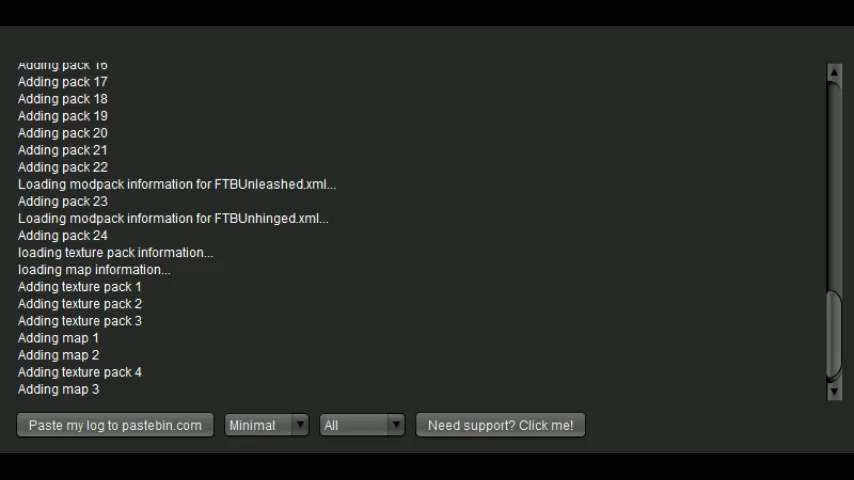 Adding pack 16
Adding pack 17
Adding pack 18
Adding pack 19
Adding pack 20
Adding pack 21
Adding pack 22
Loading modpack information for FTBUnleashed.xml...
Adding pack 23
Loading modpack information for FTBUnhinged.xml...
Adding pack 24
loading texture pack information...
loading map information...
Adding texture pack 1
Adding texture pack 2
Adding texture pack 3
Adding map 1
Adding map 2
Adding texture pack 4
Adding map 3
Paste my log to pastebin.com Minimal All Need support? Click me!